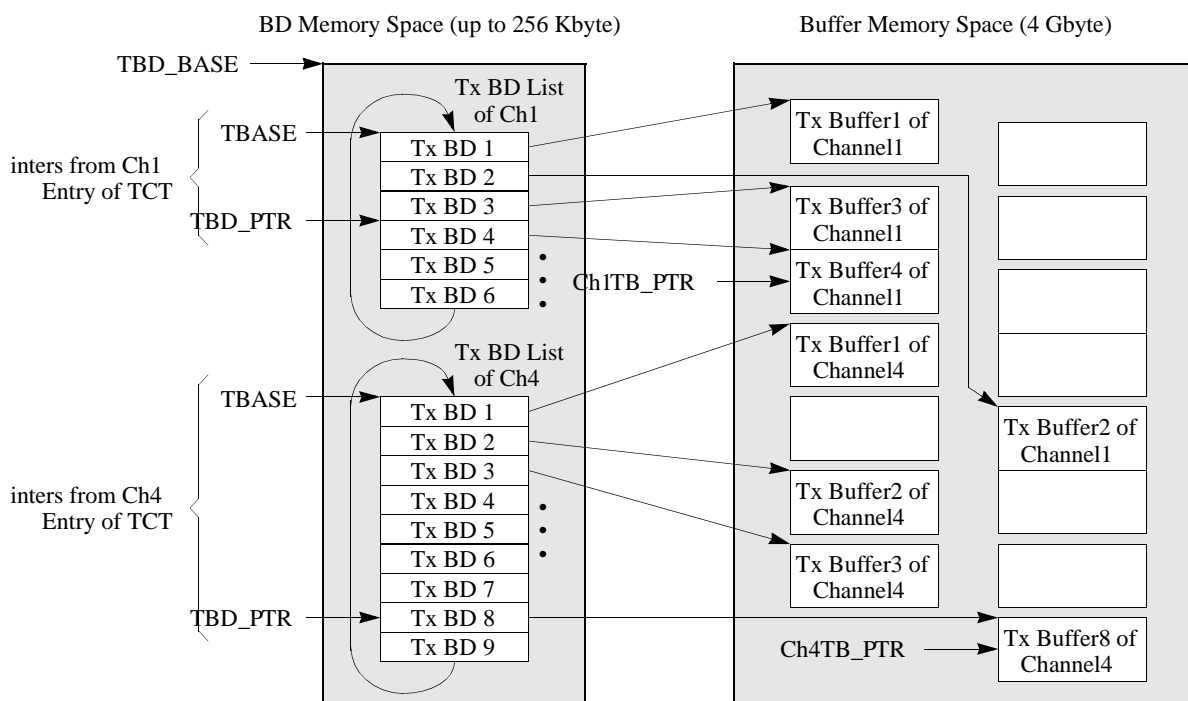 BD Memory Space (up to 256 Kbyte)
Buffer Memory Space (4 Gbyte)
TBD_BASE
Tx BD List
of Ch1
TBASE
inters from Ch1
Entry of TCT
TBD_PTR
Tx BD 1
Tx BD 2
Tx BD 3
Tx BD 4
Tx BD 5
Tx BD 6
Ch1TB_PTR
Tx Buffer1 of
Channel1
Tx Buffer3 of
Channel1
Tx Buffer4 of
Channel1
Tx Buffer1 of
Channel4
Tx Buffer2 of
Channel1
Tx BD List
of Ch4
TBASE
inters from Ch4
Entry of TCT
TBD_PTR
Tx BD 1
Tx BD 2
Tx BD 3
Tx BD 4
Tx BD 5
Tx BD 6
Tx BD 7
Tx BD 8
Tx BD 9
Tx Buffer2 of
Channel4
Tx Buffer3 of
Channel4
Ch4TB_PTR
Tx Buffer8 of
Channel4